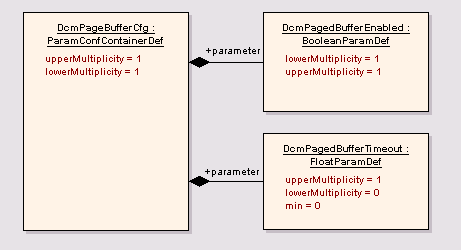 DcmPageBufferCfg :
ParamConfContainerDef
upperMultiplicity = 1
lowerMultiplicity = 1
+parameter
DcmPagedBufferEnabled :
BooleanParamDef
lowerMultiplicity = 1
upperMultiplicity = 1
+parameter
DcmPagedBufferTimeout :
FloatParamDef
upperMultiplicity = 1
lowerMultiplicity = 0
min = 0